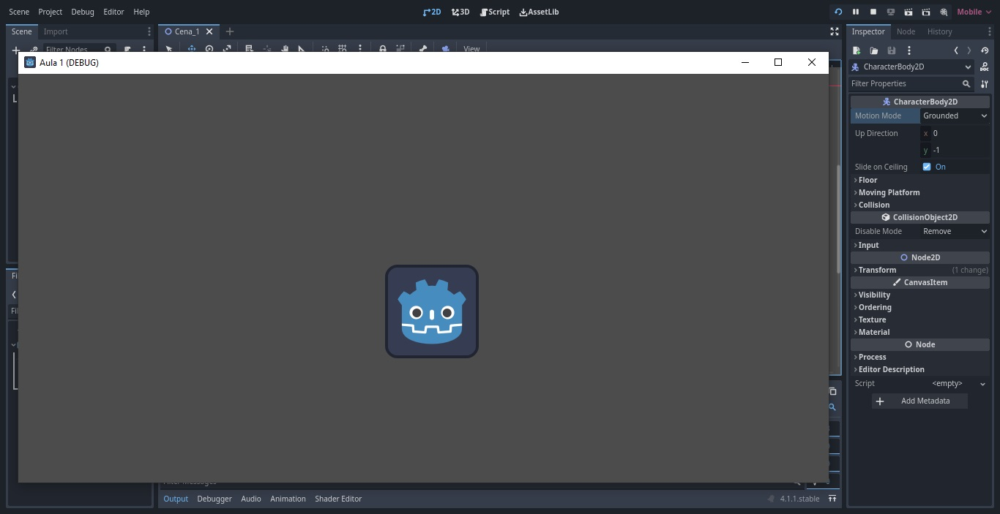 Scene Project Debug Editor Help 2D 3D Script AssetLib Mobile
Scene Import Cena_1 Inspector Node History
Filter Nodes View
Aula 1 (DEBUG)
CharacterBody2D
Filter Properties
CharacterBody2D
Motion Mode Grounded
Up Direction x 0
y -1
Slide on Ceiling On
Floor
Moving Platform
Collision
CollisionObject2D
Disable Mode Remove
Input
Node2D
Transform (1 change)
CanvasItem
Visibility
Ordering
Texture
Material
Node
Process
Editor Description
Script <empty>
Add Metadata
Filter Messages
Output Debugger Audio Animation Shader Editor 4.1.1.stable